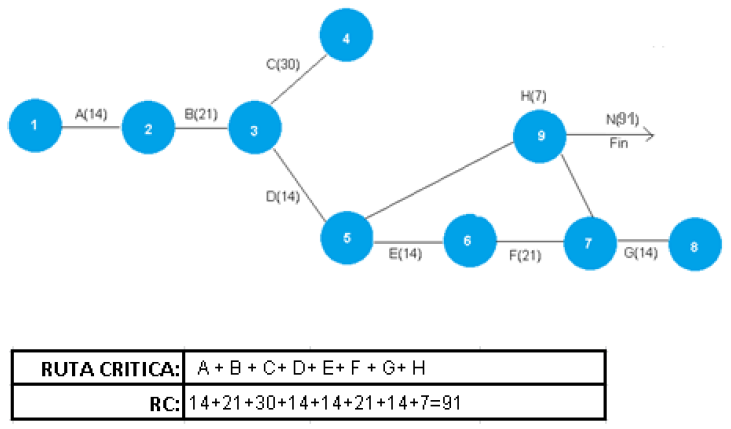 4
C(30)
H(7)
A(14)
B(21)
N(91)
1
2
3
9
Fin
D(14)
5
6
7
8
E(14)
F(21)
G(14)
RUTA CRITICA: A + B + C+ D+ E+ F + G+ H
RC: 14+21+30+14+14+21+14+7=91